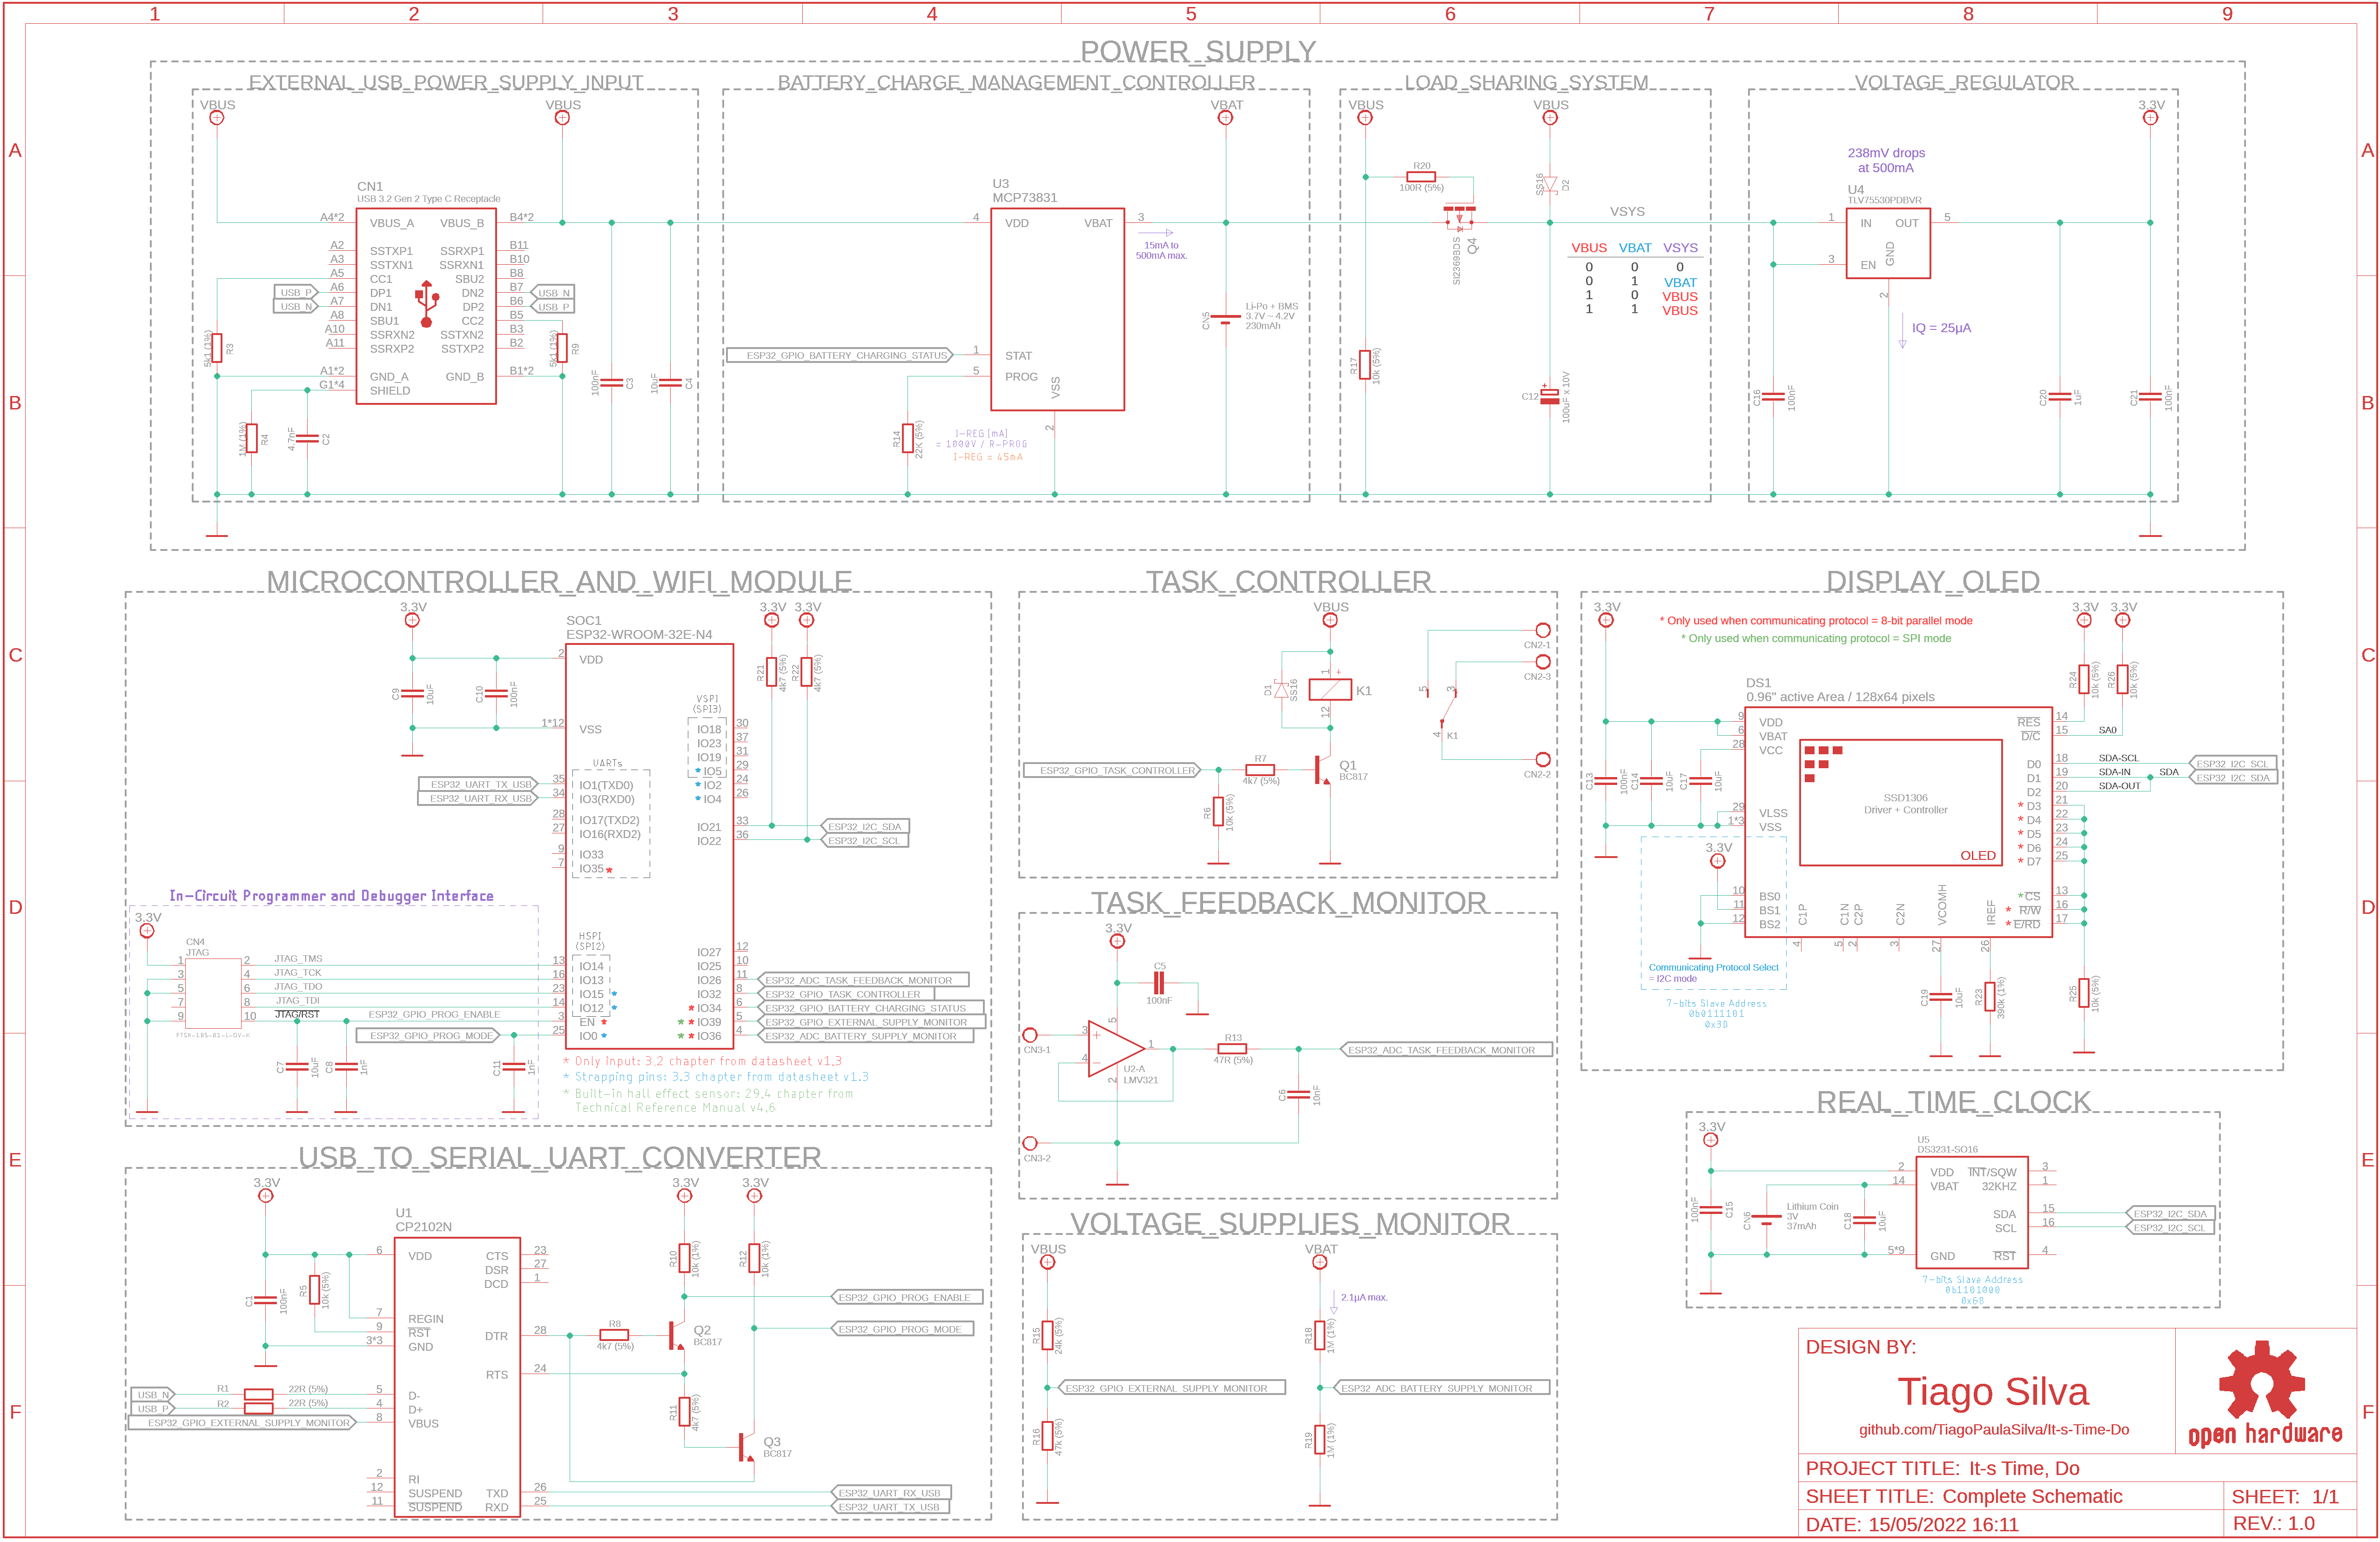 1 2 3 4 5 6 7 8 9
A
B
C
D
E
F
POWER_SUPPLY
EXTERNAL_USB_POWER_SUPPLY_INPUT
VBUS
VBUS
CN1
USB 3.2 Gen 2 Type C Receptacle
A4*2 VBUS_A VBUS_B B4*2
A2 SSTXP1 SSRXP1 B11
A3 SSTXN1 SSRXN1 B10
A5 CC1 SBU2 B8
USB_P A6 DP1 DN2 B7 USB_N
USB_N A7 DN1 DP2 B6 USB_P
A8 SBU1 CC2 B5
A10 SSRXN2 SSTXN2 B3
A11 SSRXP2 SSTXP2 B2
A1*2 GND_A GND_B B1*2
G1*4 SHIELD
5k1 (1%) R3
5k1 (1%) R9
1M (1%) R4
4.7nF C2
100nF C3
10uF C4
BATTERY_CHARGE_MANAGEMENT_CONTROLLER
VBAT
U3
MCP73831
4 VDD VBAT 3
15mA to
500mA max.
ESP32_GPIO_BATTERY_CHARGING_STATUS 1 STAT
5 PROG
VSS 2
R14 22K (5%)
I-REG[mA]
= 1000V / R-PROG
I-REG = 45mA
CN5
Li-Po + BMS
3.7V ~ 4.2V
230mAh
LOAD_SHARING_SYSTEM
VBUS
VBUS
R20
100R (5%)
SI2369BDS Q4
SS16 D2
R17 10k (5%)
C12 100uF x 10V
VSYS
VBUS VBAT VSYS
0 0 0
0 1 VBAT
1 0 VBUS
1 1 VBUS
VOLTAGE_REGULATOR
3.3V
238mV drops
at 500mA
U4
TLV75530PDBVR
1 IN OUT 5
3 EN GND 2
IQ = 25µA
C16 100nF
C20 1uF
C21 100nF
MICROCONTROLLER_AND_WIFI_MODULE
3.3V
3.3V 3.3V
SOC1
ESP32-WROOM-32E-N4
2 VDD
1*12 VSS
C9 10uF
C10 100nF
R21 4k7 (5%)
R22 4k7 (5%)
VSPI
(SPI3)
IO18 30
IO23 37
IO19 31
* IO5 29
* IO2 24
* IO4 26
UARTs
ESP32_UART_TX_USB 35 IO1(TXD0)
ESP32_UART_RX_USB 34 IO3(RXD0)
28 IO17(TXD2)
27 IO16(RXD2)
9 IO33
7 IO35 *
IO21 33 ESP32_I2C_SDA
IO22 36 ESP32_I2C_SCL
In-Circuit Programmer and Debugger Interface
3.3V
CN4
JTAG
1 2 JTAG_TMS
3 4 JTAG_TCK
5 6 JTAG_TDO
7 8 JTAG_TDI
9 10 JTAG/RST ESP32_GPIO_PROG_ENABLE
FTSH-105-01-L-DV-K
ESP32_GPIO_PROG_MODE
C7 10uF
C8 1nF
C11 1nF
HSPI
(SPI2)
13 IO14
16 IO13
23 IO15 *
14 IO12 *
3 EN *
25 IO0 *
IO27 12
IO25 10
IO26 11 ESP32_ADC_TASK_FEEDBACK_MONITOR
IO32 8 ESP32_GPIO_TASK_CONTROLLER
* IO34 6 ESP32_GPIO_BATTERY_CHARGING_STATUS
* * IO39 5 ESP32_GPIO_EXTERNAL_SUPPLY_MONITOR
* * IO36 4 ESP32_ADC_BATTERY_SUPPLY_MONITOR
* Only input: 3.2 chapter from datasheet v1.3
* Strapping pins: 3.3 chapter from datasheet v1.3
* Built-in hall effect sensor: 29.4 chapter from
Technical Reference Manual v4.6
TASK_CONTROLLER
VBUS
D1 SS16
1 + K1
12
5 3
4 K1
CN2-1
CN2-3
CN2-2
ESP32_GPIO_TASK_CONTROLLER
R7
4k7 (5%)
R6 10k (5%)
Q1
BC817
TASK_FEEDBACK_MONITOR
3.3V
C5
100nF
CN3-1
3 + 5
4 - 1
2 U2-A
LMV321
R13
47R (5%)
ESP32_ADC_TASK_FEEDBACK_MONITOR
C6 10nF
CN3-2
DISPLAY_OLED
3.3V
* Only used when communicating protocol = 8-bit parallel mode
* Only used when communicating protocol = SPI mode
3.3V 3.3V
R24 10k (5%)
R26 10k (5%)
DS1
0.96" active Area / 128x64 pixels
9 VDD
6 VBAT
28 VCC
29 VLSS
1*3 VSS
C13 100nF
C14 10uF
C17 10uF
SSD1306
Driver + Controller
OLED
RES 14
D/C 15 SA0
D0 18 SDA-SCL ESP32_I2C_SCL
D1 19 SDA-IN SDA ESP32_I2C_SDA
D2 20 SDA-OUT
* D3 21
* D4 22
* D5 23
* D6 24
* D7 25
* CS 13
* R/W 16
* E/RD 17
3.3V
10 BS0
11 BS1
12 BS2
C1P C1N C2P C2N VCOMH IREF
4 5 2 3 27 26
Communicating Protocol Select
= I2C mode
7-bits Slave Address
0b0111101
0x3D
C19 10uF
R23 390k (1%)
R25 10k (5%)
REAL_TIME_CLOCK
3.3V
U5
DS3231-SO16
2 VDD INT/SQW 3
14 VBAT 32KHZ 1
SDA 15 ESP32_I2C_SDA
SCL 16 ESP32_I2C_SCL
5*9 GND RST 4
100nF C15
CN6
Lithium Coin
3V
37mAh
C18 10uF
7-bits Slave Address
0b1101000
0x68
USB_TO_SERIAL_UART_CONVERTER
3.3V
3.3V 3.3V
U1
CP2102N
6 VDD CTS 23
DSR 27
DCD 1
7 REGIN
9 RST DTR 28
3*3 GND
RTS 24
C1 100nF
R5 10k (5%)
R10 10k (1%)
R12 10k (1%)
ESP32_GPIO_PROG_ENABLE
ESP32_GPIO_PROG_MODE
R8
4k7 (5%)
Q2
BC817
R11 4k7 (5%)
Q3
BC817
USB_N R1 22R (5%) 5 D-
USB_P R2 22R (5%) 4 D+
ESP32_GPIO_EXTERNAL_SUPPLY_MONITOR 8 VBUS
2 RI
12 SUSPEND TXD 26 ESP32_UART_RX_USB
11 SUSPEND RXD 25 ESP32_UART_TX_USB
VOLTAGE_SUPPLIES_MONITOR
VBUS
VBAT
2.1µA max.
R15 24k (5%)
R18 1M (1%)
ESP32_GPIO_EXTERNAL_SUPPLY_MONITOR
ESP32_ADC_BATTERY_SUPPLY_MONITOR
R16 47k (5%)
R19 1M (1%)
DESIGN BY:
Tiago Silva
github.com/TiagoPaulaSilva/It-s-Time-Do
open hardware
PROJECT TITLE: It-s Time, Do
SHEET TITLE: Complete Schematic
SHEET: 1/1
DATE: 15/05/2022 16:11
REV.: 1.0
A
B
C
D
E
F